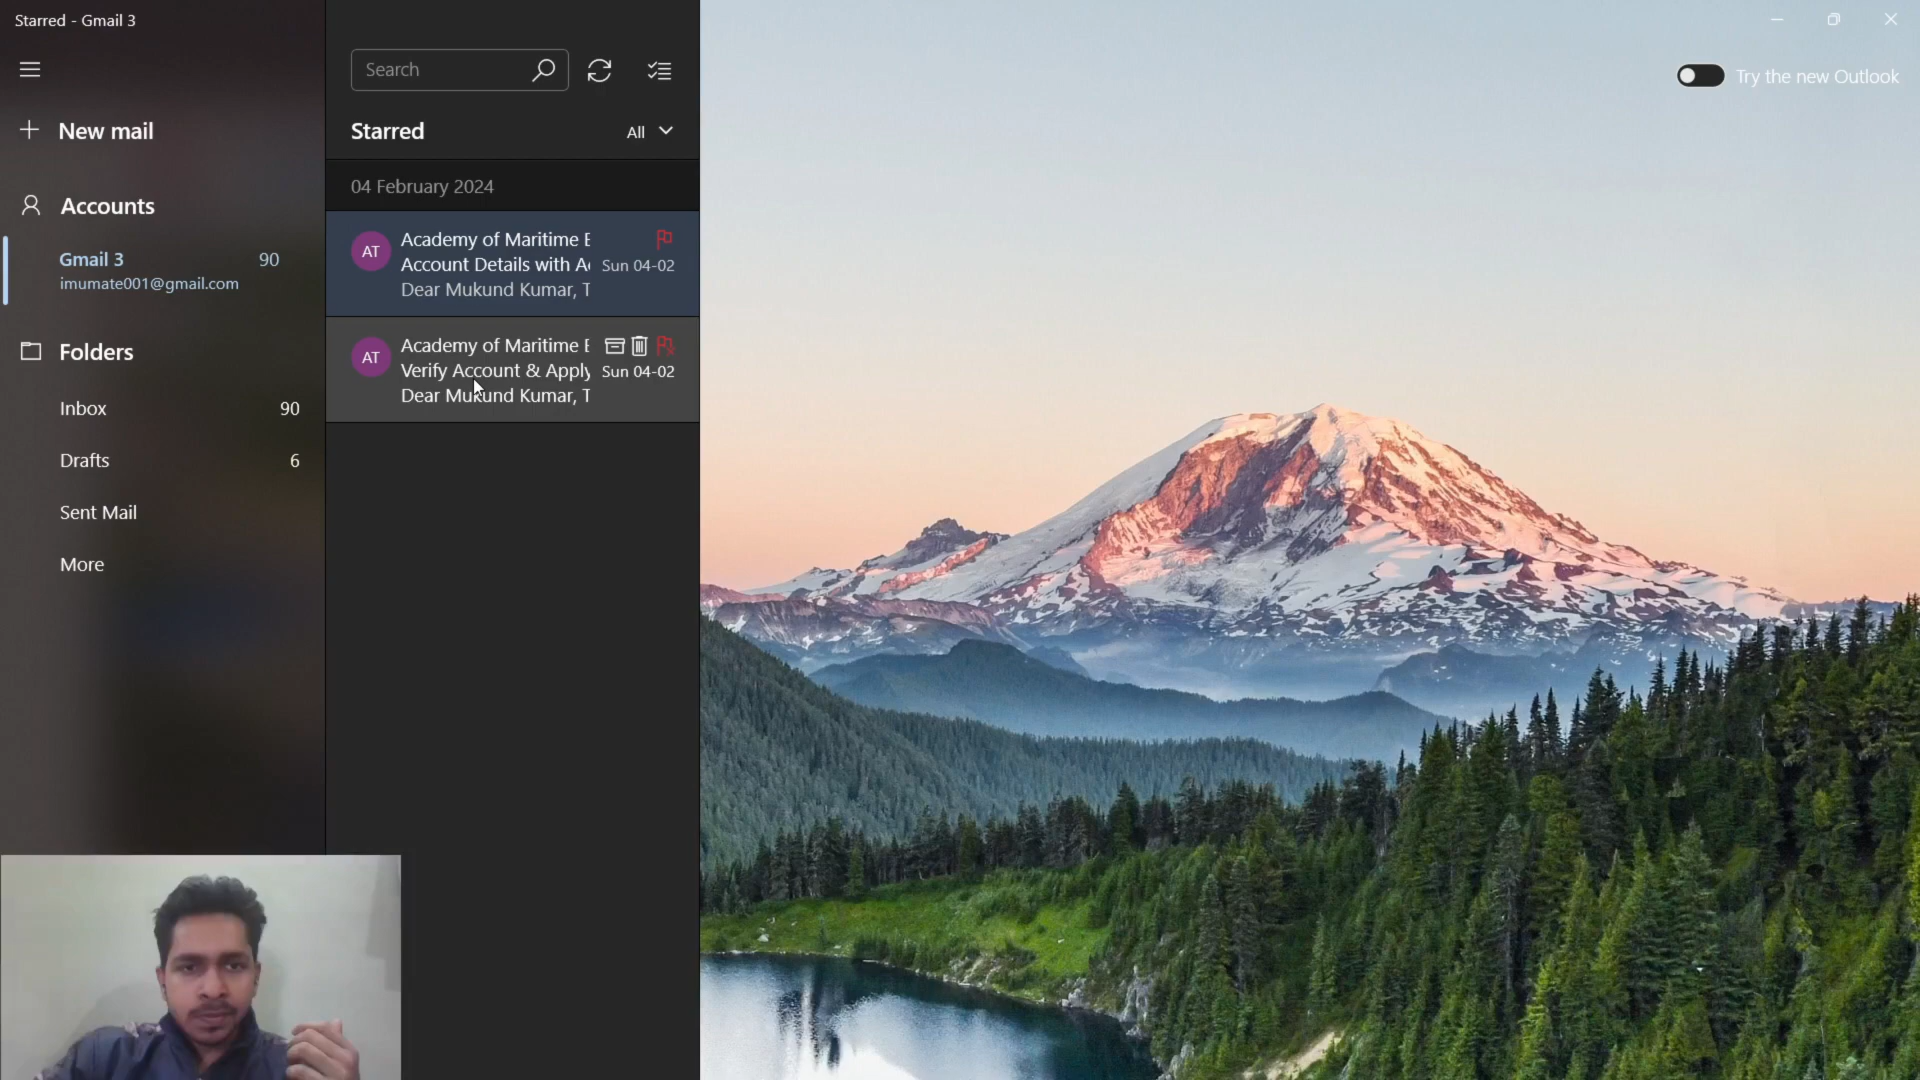 Starred - Gmail 3
Search
Try the new Outlook
New mail
Starred
All
04 February 2024
Accounts
AT
Academy of Maritime E
Account Details with A
Sun 04-02
Dear Mukund Kumar, T
Gmail 3
90
imumate001@gmail.com
AT
Academy of Maritime E
Verify Account & Apply
Sun 04-02
Dear Mukund Kumar, T
Folders
Inbox
90
Drafts
6
Sent Mail
More